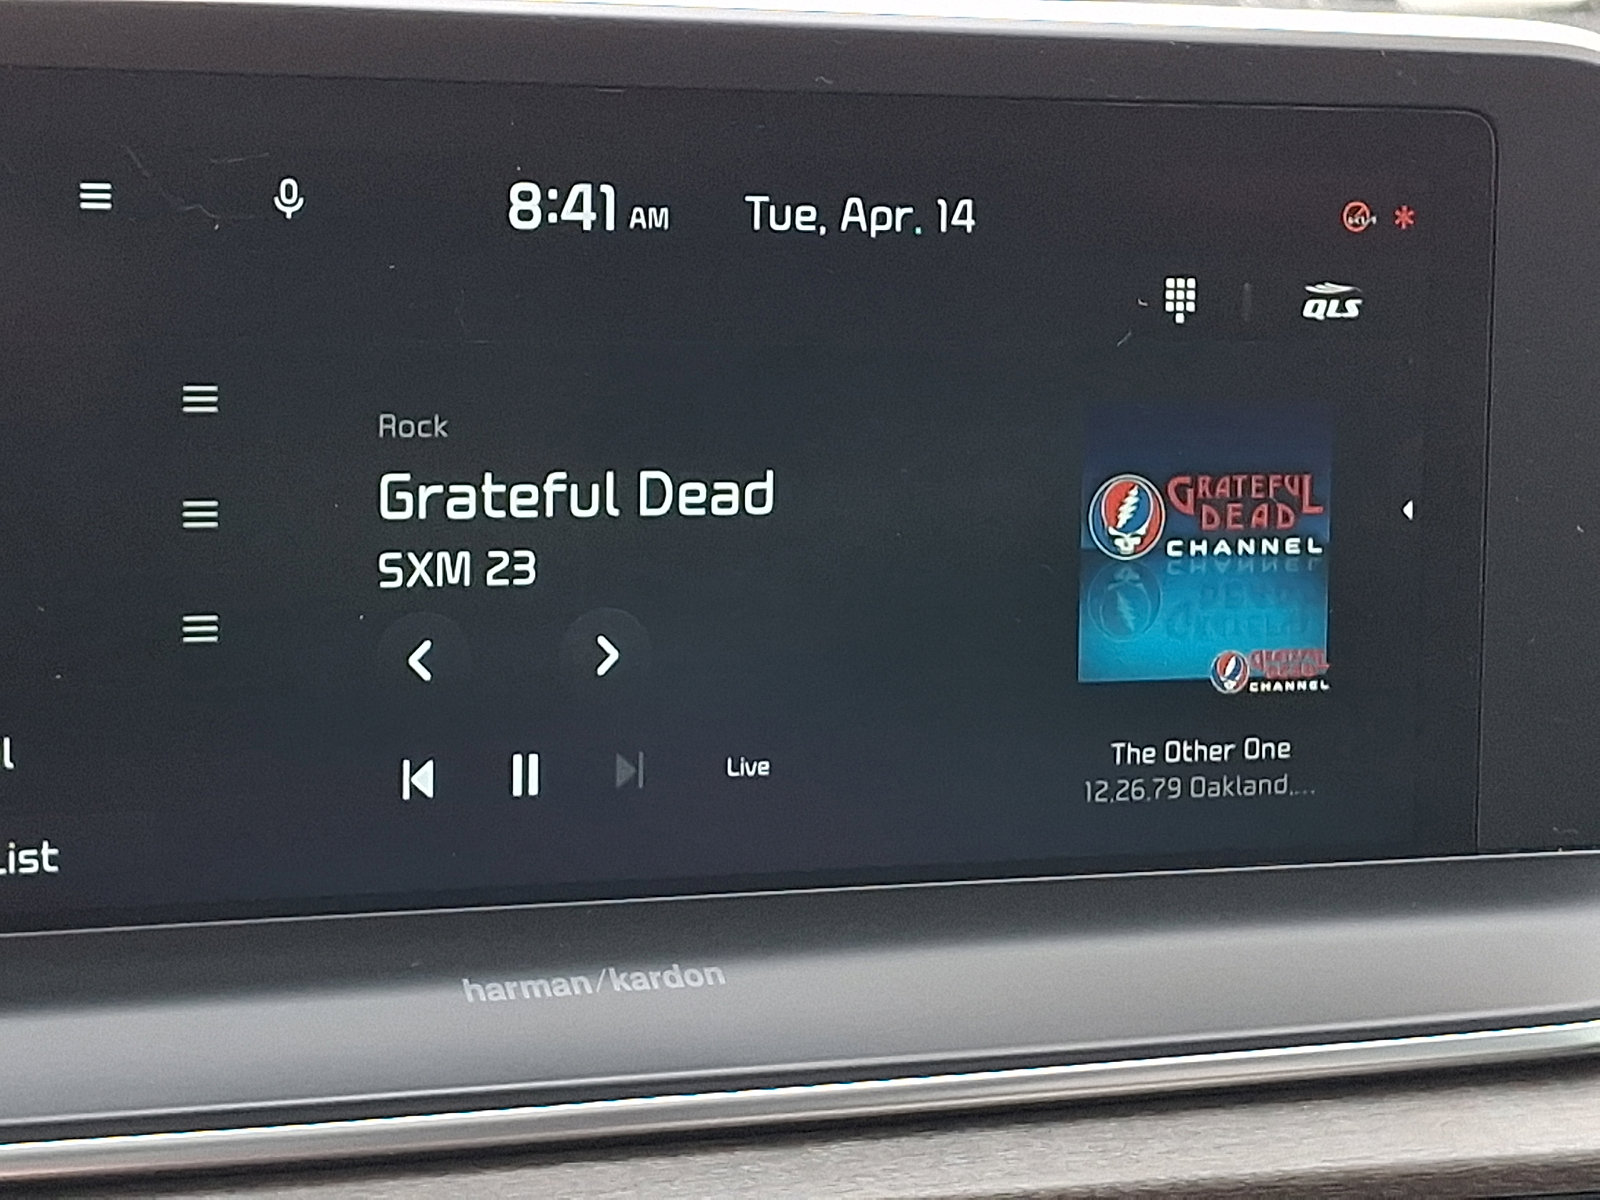 8:41 AM Tue, Apr. 14
QLS
Rock
Grateful Dead
SXM 23
GRATEFUL
DEAD
CHANNEL
CHANNEL
Live
The Other One
12.26.79 Oakland,...
List
harman/kardon